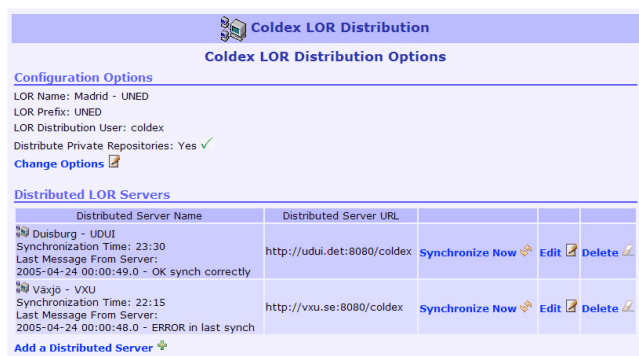 Coldex LOR Distribution
Coldex LOR Distribution Options
Configuration Options
LOR Name: Madrid - UNED
LOR Prefix: UNED
LOR Distribution User: coldex
Distribute Private Repositories: Yes ✓
Change Options
Distributed LOR Servers
Distributed Server Name Distributed Server URL
Duisburg - UDUI
Synchronization Time: 23:30
Last Message From Server:
2005-04-24 00:00:49.0 - OK synch correctly
http://udui.det:8080/coldex Synchronize Now Edit Delete
Växjö - VXU
Synchronization Time: 22:15
Last Message From Server:
2005-04-24 00:00:48.0 - ERROR in last synch
http://vxu.se:8080/coldex Synchronize Now Edit Delete
Add a Distributed Server